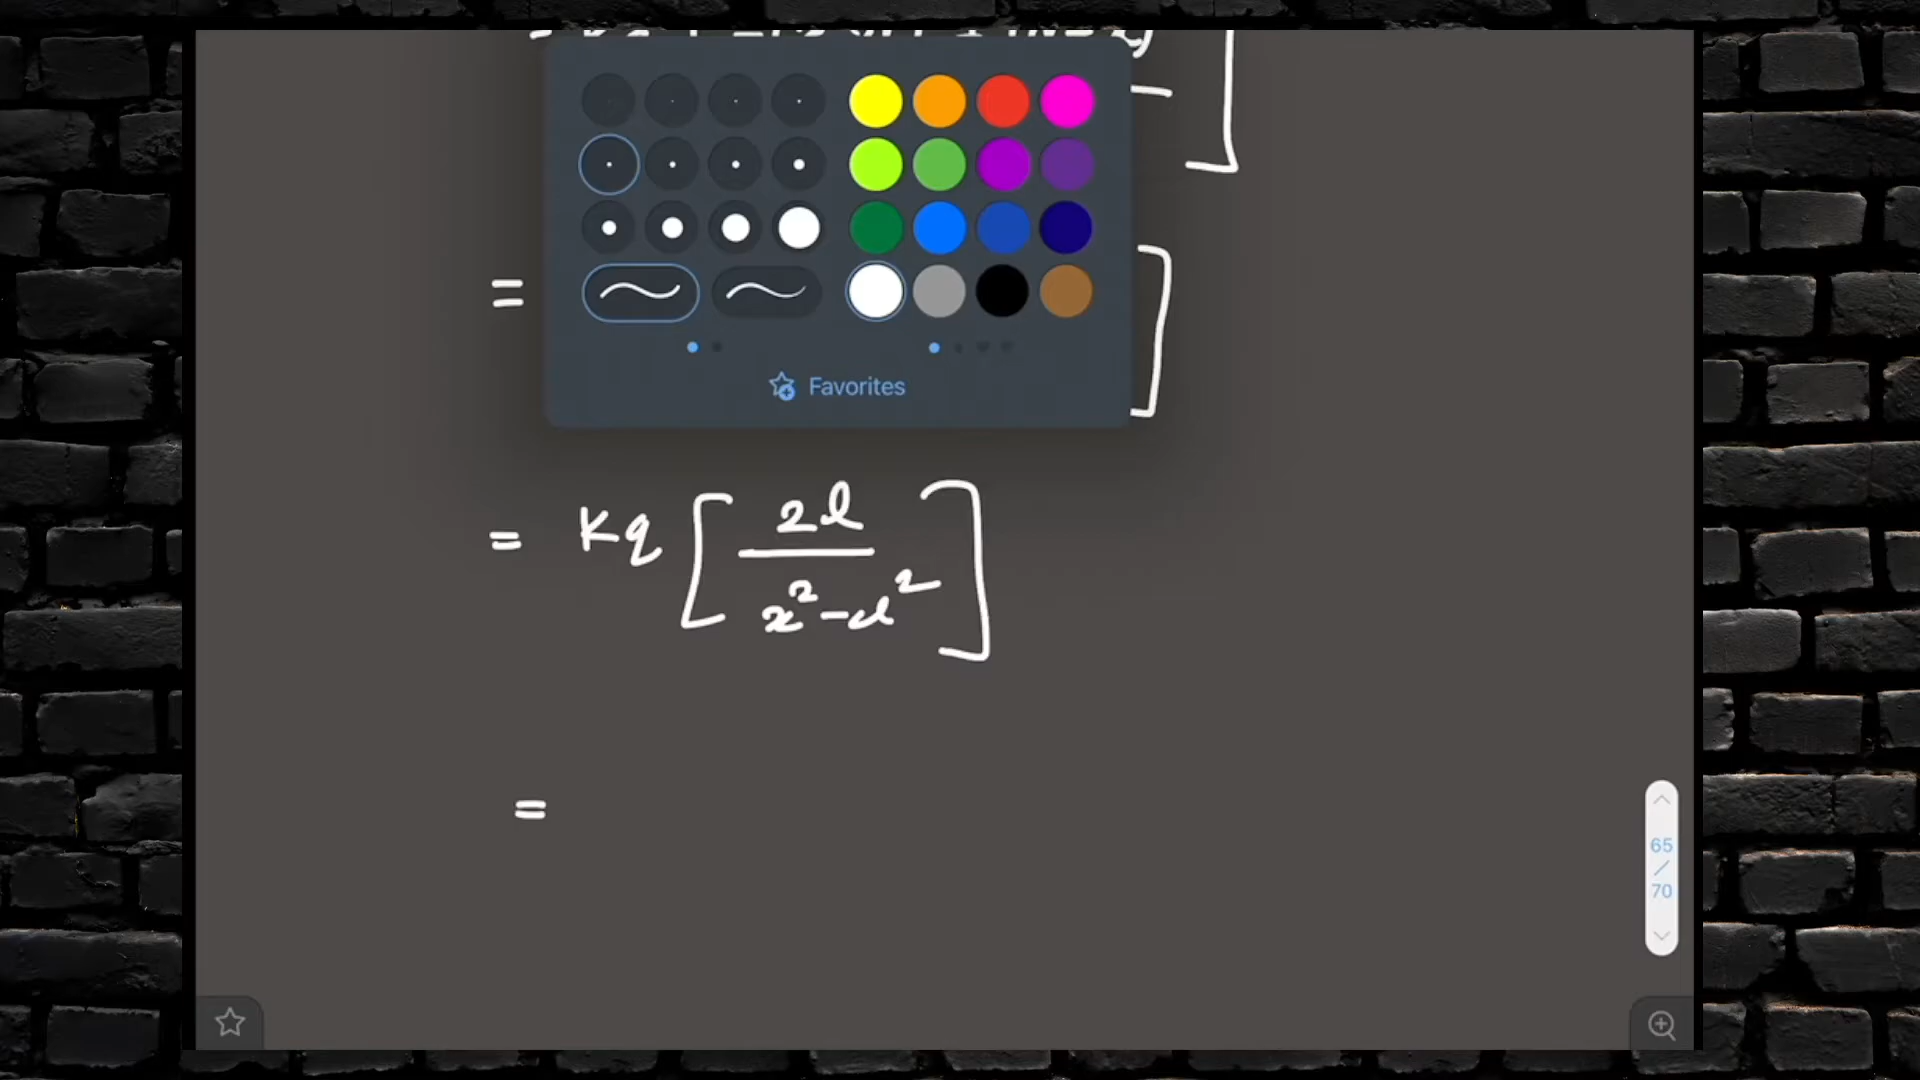 =
Favorites
= Kq [ 2l / x² - l² ]
=
65
/
70